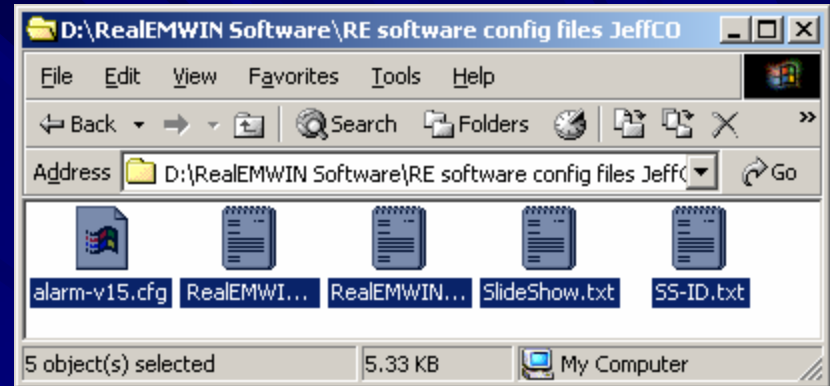 D:\RealEMWIN Software\RE software config files JeffCO
File Edit View Favorites Tools Help
Back Search Folders »
Address D:\RealEMWIN Software\RE software config files Jeff Go
alarm-v15.cfg RealEMWI... RealEMWIN... SlideShow.txt SS-ID.txt
5 object(s) selected 5.33 KB My Computer